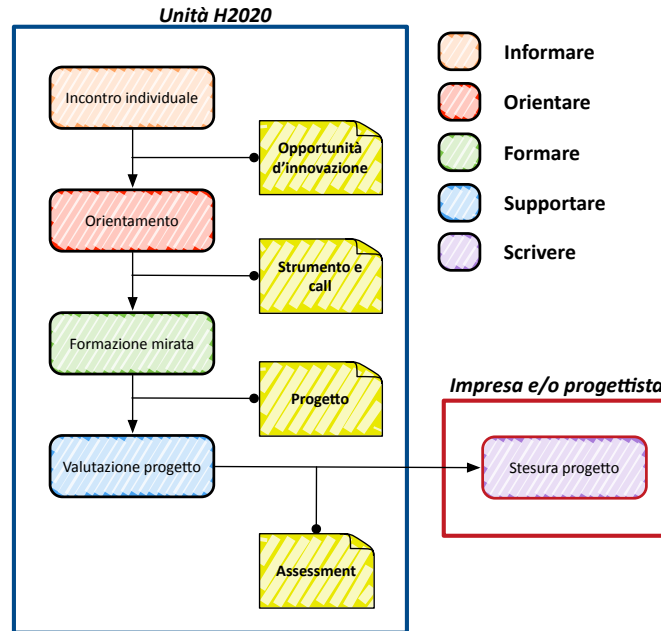 Unità H2020
Incontro individuale
Opportunità
d'innovazione
Orientamento
Strumento e
call
Formazione mirata
Progetto
Valutazione progetto
Assessment
Informare
Orientare
Formare
Supportare
Scrivere
Impresa e/o progettista
Stesura progetto